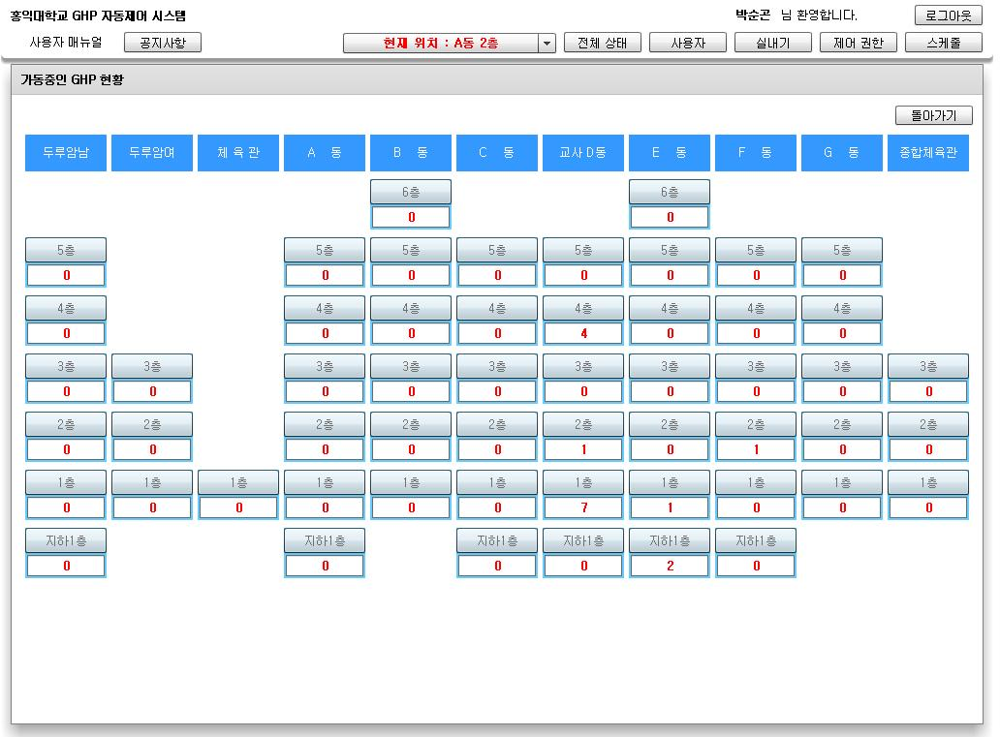 홍익대학교 GHP 자동제어 시스템 박순곤 님 환영합니다. 로그아웃
사용자 매뉴얼 공지사항 현재 위치 : A동 2층 전체 상태 사용자 실내기 제어 권한 스케줄
가동중인 GHP 현황
돌아가기
두루암남 두루암여 체 육 관 A 동 B 동 C 동 교사 D동 E 동 F 동 G 동 종합체육관
6층 6층
0 0
5층 5층 5층 5층 5층 5층 5층 5층
0 0 0 0 0 0 0 0
4층 4층 4층 4층 4층 4층 4층 4층
0 0 0 0 4 0 0 0
3층 3층 3층 3층 3층 3층 3층 3층 3층 3층
0 0 0 0 0 0 0 0 0 0
2층 2층 2층 2층 2층 2층 2층 2층 2층 2층
0 0 0 0 0 1 0 1 0 0
1층 1층 1층 1층 1층 1층 1층 1층 1층 1층 1층
0 0 0 0 0 0 7 1 0 0 0
지하1층 지하1층 지하1층 지하1층 지하1층 지하1층
0 0 0 0 2 0